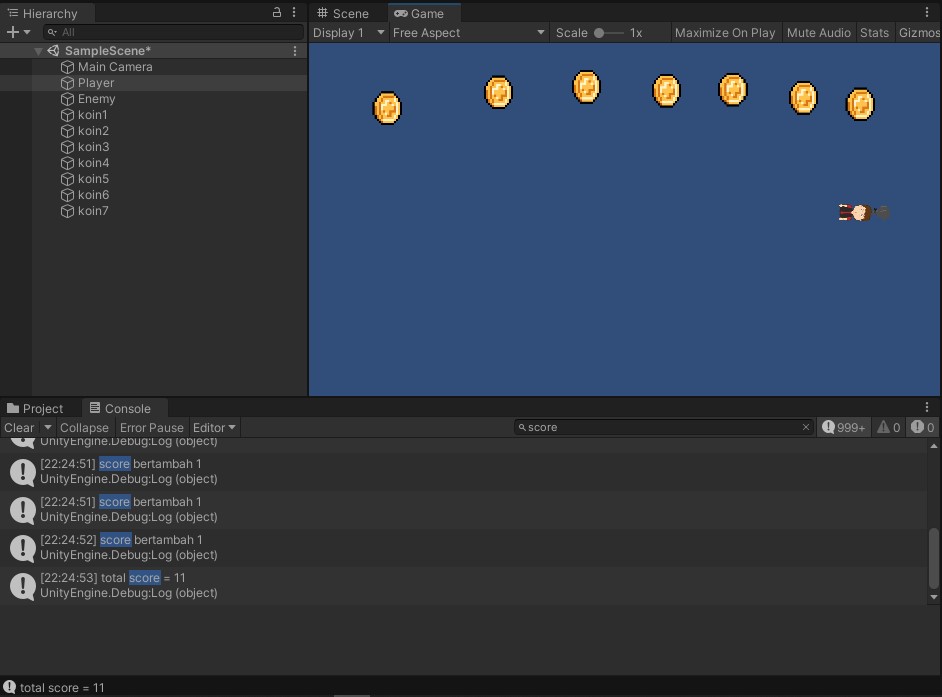 Hierarchy
All
SampleScene*
Main Camera
Player
Enemy
koin1
koin2
koin3
koin4
koin5
koin6
koin7
Scene
Game
Display 1
Free Aspect
Scale
1x
Maximize On Play
Mute Audio
Stats
Gizmos
Project
Console
Clear
Collapse
Error Pause
Editor
score
999+
0
0
UnityEngine.Debug:Log (object)
[22:24:51] score bertambah 1
UnityEngine.Debug:Log (object)
[22:24:51] score bertambah 1
UnityEngine.Debug:Log (object)
[22:24:52] score bertambah 1
UnityEngine.Debug:Log (object)
[22:24:53] total score = 11
UnityEngine.Debug:Log (object)
total score = 11